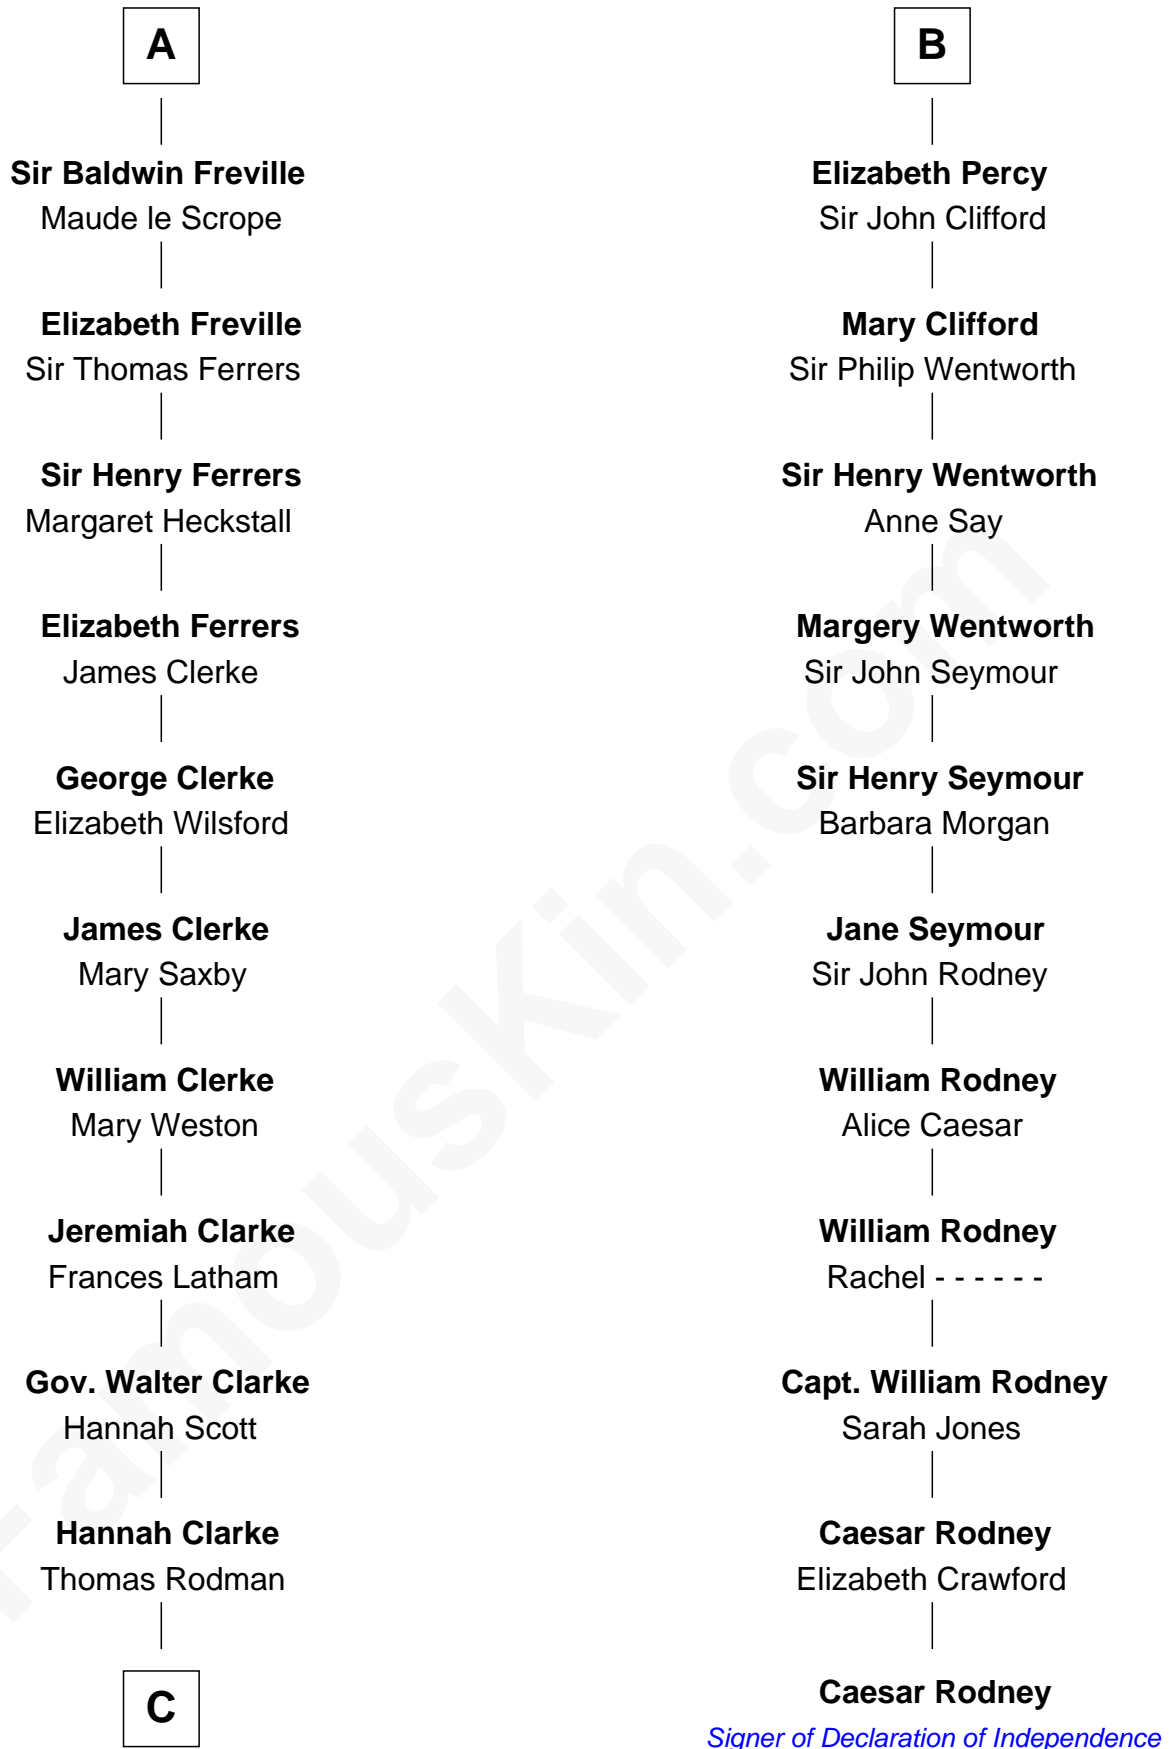 A
Sir Baldwin Freville
Maude le Scrope
Elizabeth Freville
Sir Thomas Ferrers
Sir Henry Ferrers
Margaret Heckstall
Elizabeth Ferrers
James Clerke
George Clerke
Elizabeth Wilsford
James Clerke
Mary Saxby
William Clerke
Mary Weston
Jeremiah Clarke
Frances Latham
Gov. Walter Clarke
Hannah Scott
Hannah Clarke
Thomas Rodman
C
B
Elizabeth Percy
Sir John Clifford
Mary Clifford
Sir Philip Wentworth
Sir Henry Wentworth
Anne Say
Margery Wentworth
Sir John Seymour
Sir Henry Seymour
Barbara Morgan
Jane Seymour
Sir John Rodney
William Rodney
Alice Caesar
William Rodney
Rachel - - - - - -
Capt. William Rodney
Sarah Jones
Caesar Rodney
Elizabeth Crawford
Caesar Rodney
Signer of Declaration of Independence
FamousKin.com